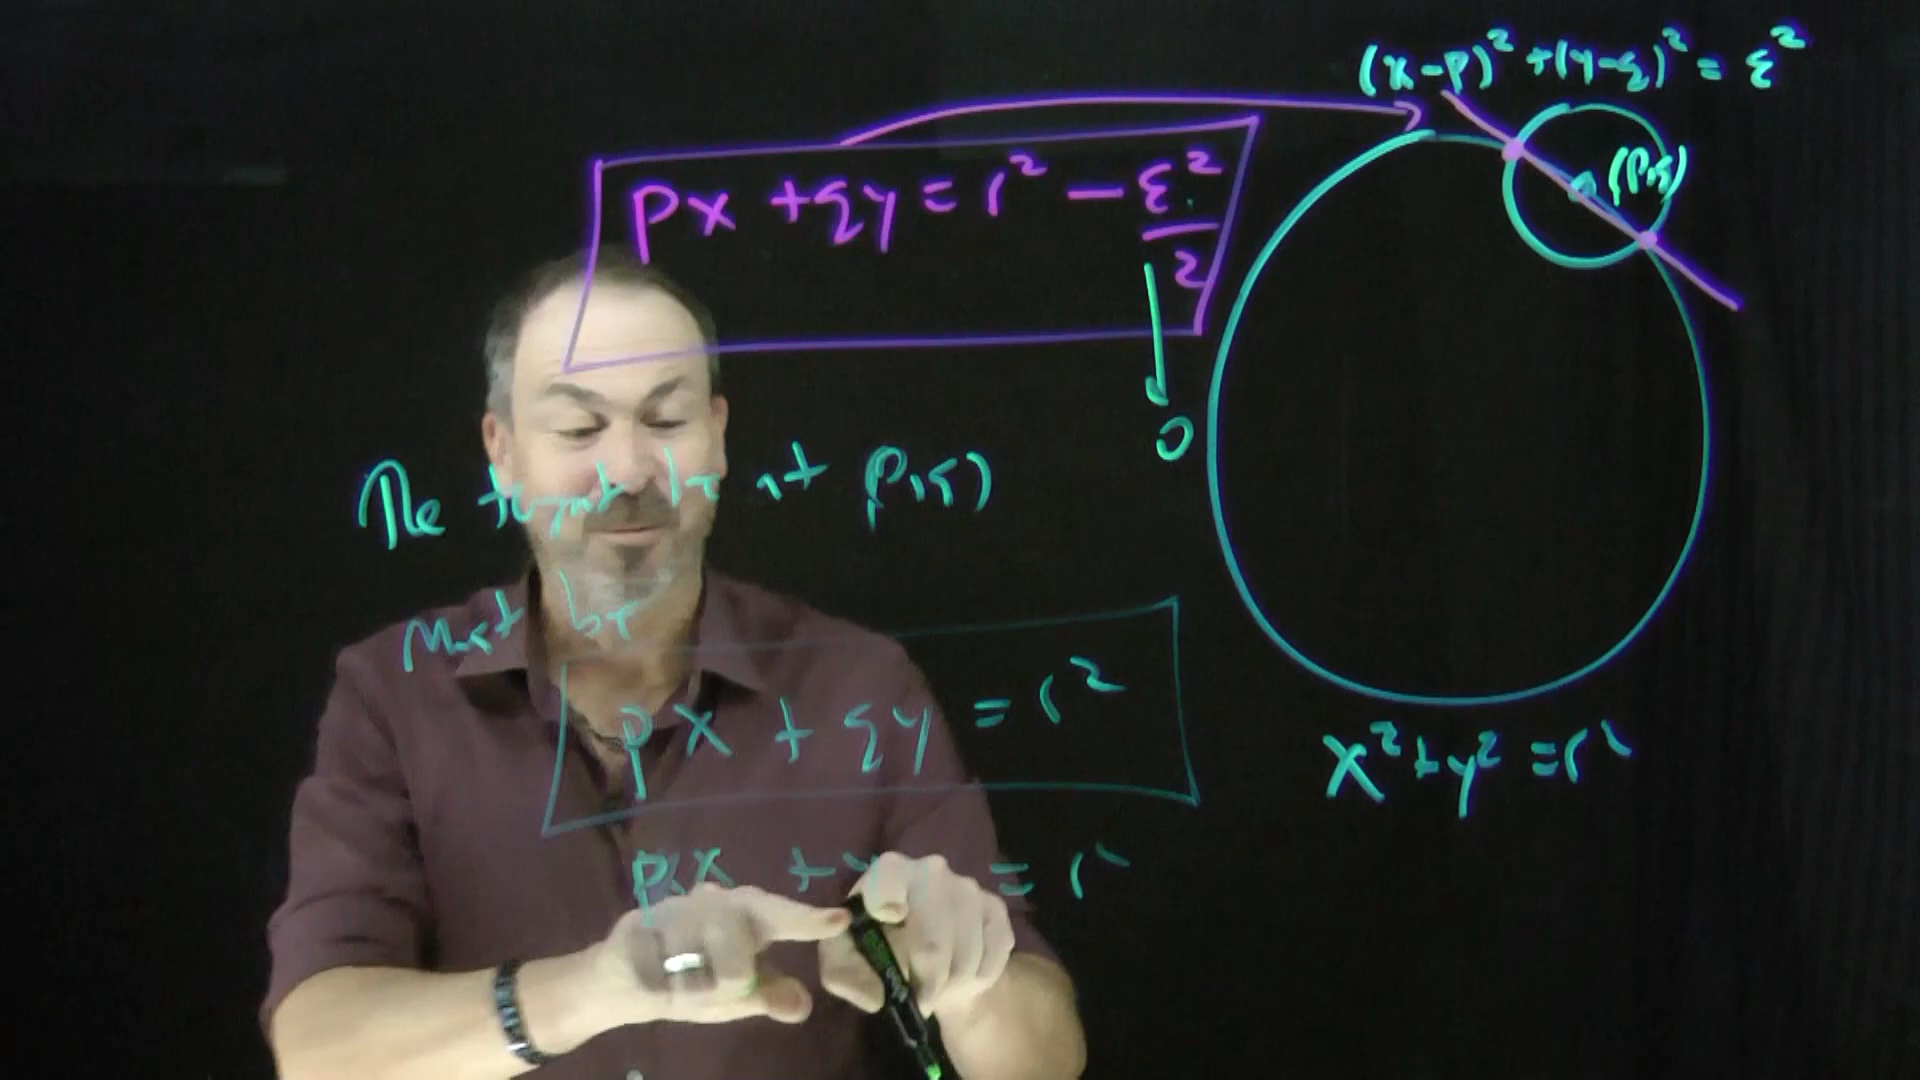 (x-p)² + (y-q)² = ε²
px + qy = r² - ε²/2
(p,q)
0
The tangent line at p,q)
Must be
px + qy = r²
x² + y² = r²
= r²